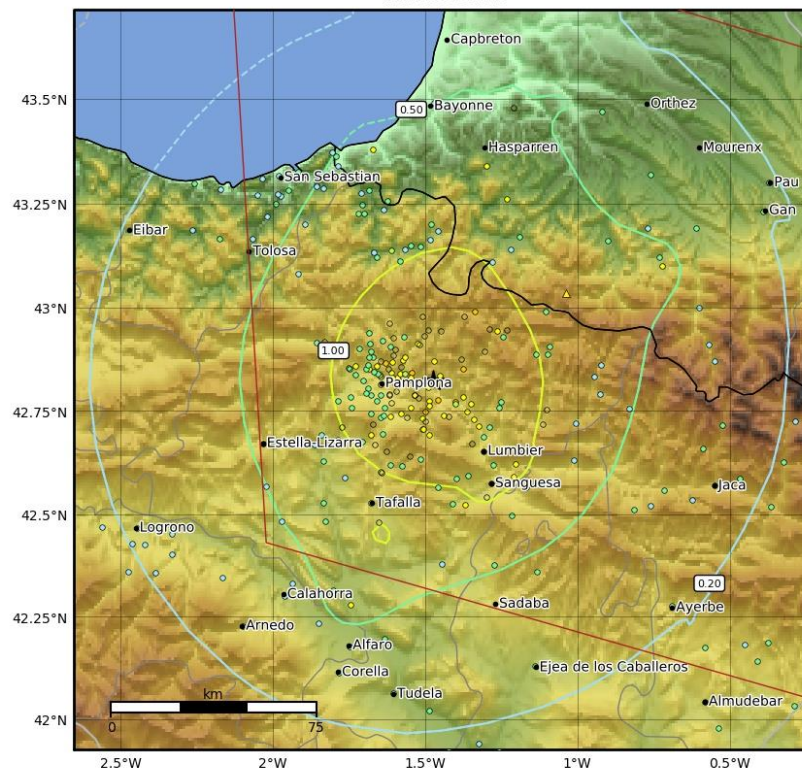 Capbreton
43.5°N
0.50
Bayonne
Orthez
Hasparren
Mourenx
San Sebastian
Pau
43.25°N
Gan
Eibar
Tolosa
43°N
1.00
Pamplona
42.75°N
Estella-Lizarra
Lumbier
Sanguesa
Jaca
Tafalla
42.5°N
Logrono
0.20
Calahorra
Sadaba
Ayerbe
42.25°N
Arnedo
Alfaro
Corella
Ejea de los Caballeros
km
Tudela
Almudebar
0
75
42°N
2.5°W
2°W
1.5°W
1°W
0.5°W